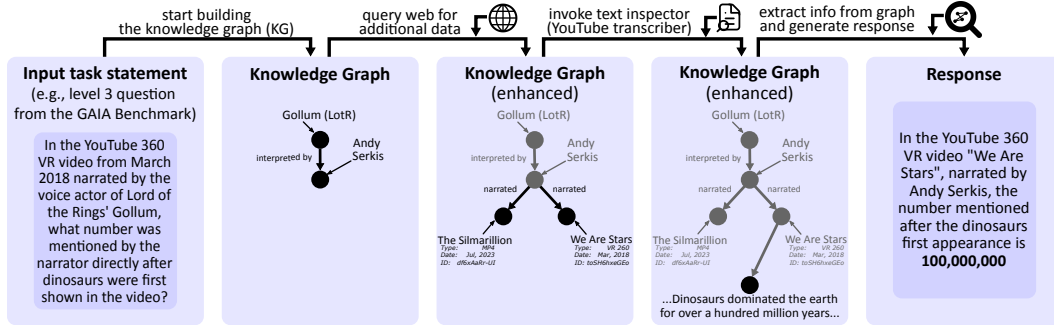 start building
the knowledge graph (KG)
query web for
additional data
invoke text inspector
(YouTube transcriber)
extract info from graph
and generate response
Input task statement
(e.g., level 3 question
from the GAIA Benchmark)
In the YouTube 360
VR video from March
2018 narrated by the
voice actor of Lord of
the Rings' Gollum,
what number was
mentioned by the
narrator directly after
dinosaurs were first
shown in the video?
Knowledge Graph
Gollum (LotR)
interpreted by
Andy
Serkis
Knowledge Graph
(enhanced)
Gollum (LotR)
interpreted by
Andy
Serkis
narrated
narrated
The Silmarillion
Type: MP4
Date: Jul, 2023
ID: df6xAaRr-UI
We Are Stars
Type: VR 260
Date: Mar, 2018
ID: toSH6hxeGEo
Knowledge Graph
(enhanced)
Gollum (LotR)
interpreted by
Andy
Serkis
narrated
narrated
The Silmarillion
Type: MP4
Date: Jul, 2023
ID: df6xAaRr-UI
We Are Stars
Type: VR 260
Date: Mar, 2018
ID: toSH6hxeGEo
...Dinosaurs dominated the earth
for over a hundred million years...
Response
In the YouTube 360
VR video "We Are
Stars", narrated by
Andy Serkis, the
number mentioned
after the dinosaurs
first appearance is
100,000,000